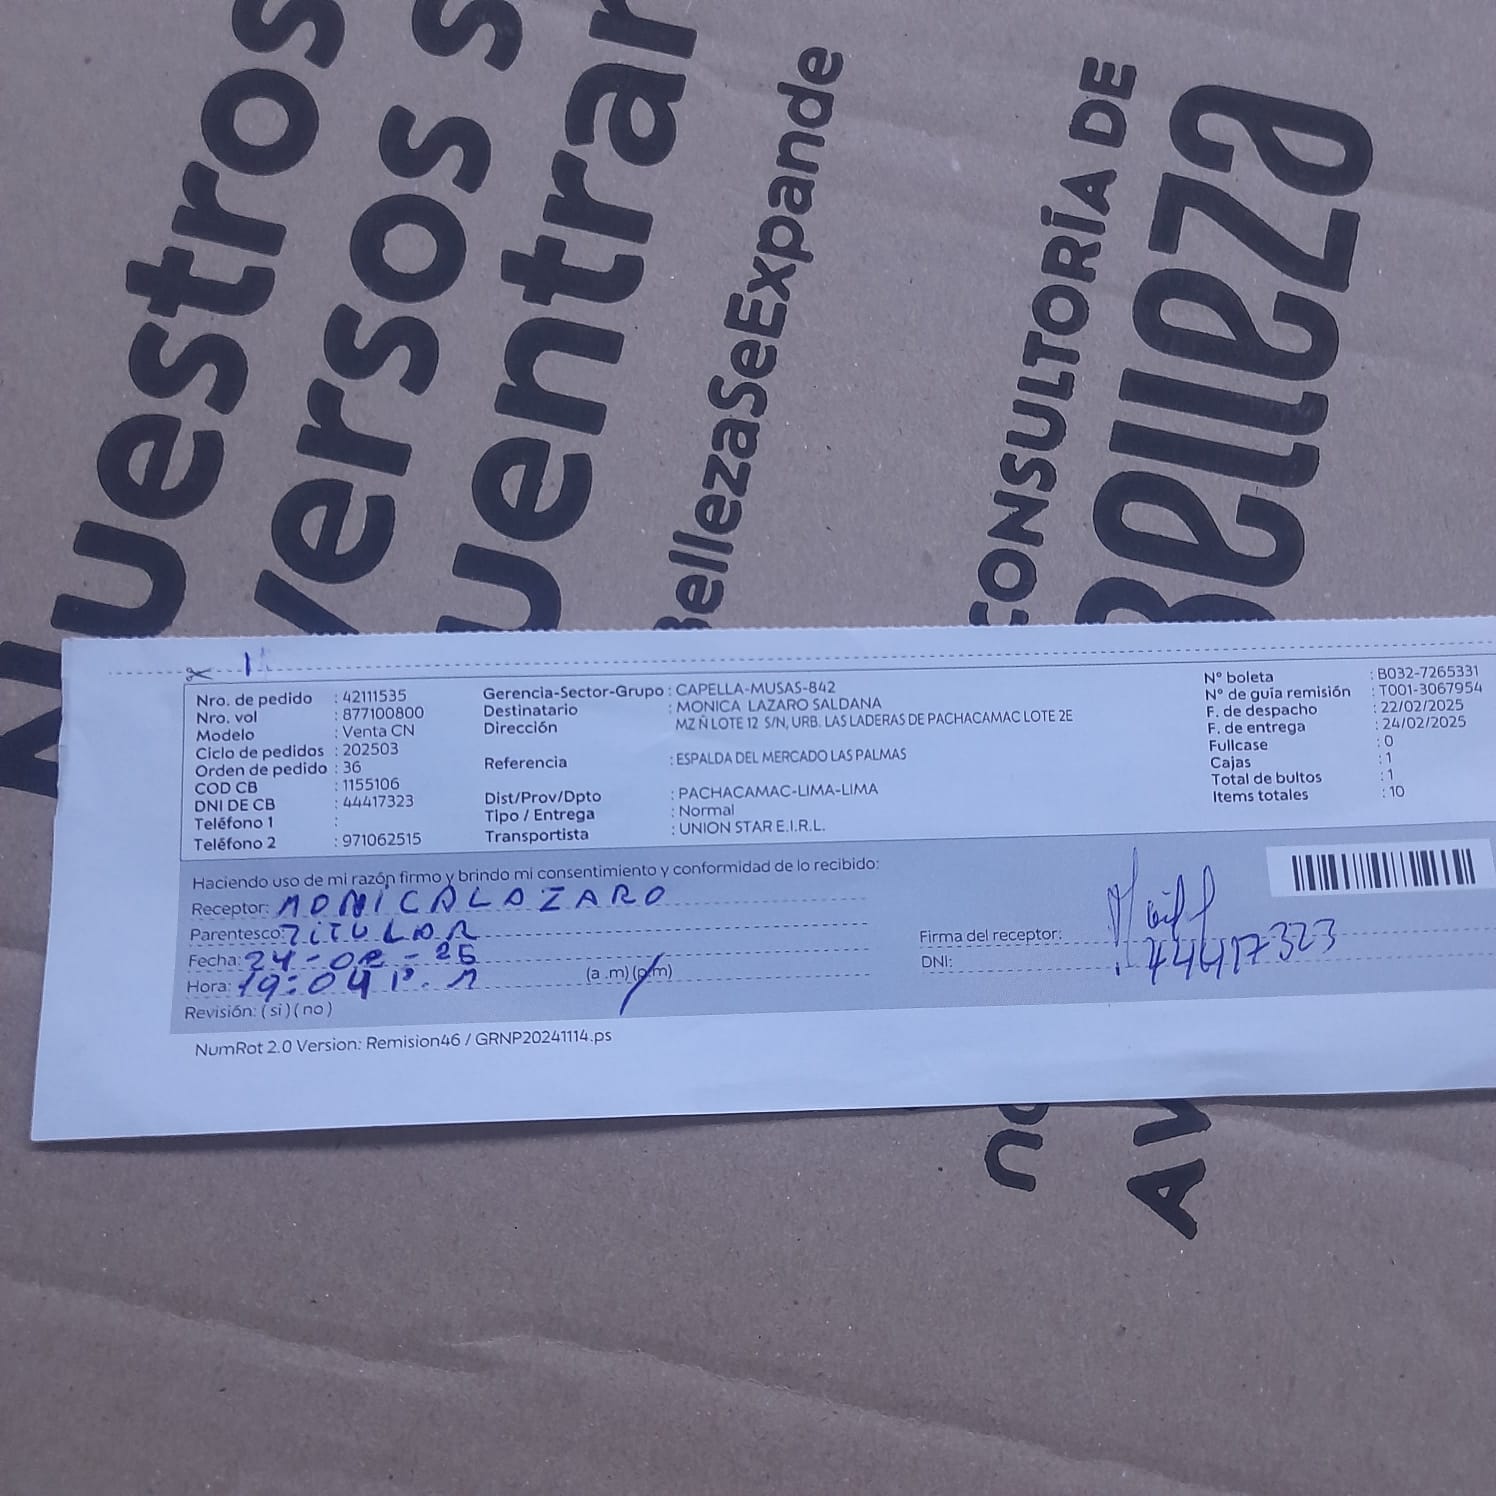 Nuestros
Versos s
uentran
BellezaSeExpande
CONSULTORÍA DE
Belleza
Nro. de pedido : 42111535
Nro. vol : 877100800
Modelo : Venta CN
Ciclo de pedidos : 202503
Orden de pedido : 36
COD CB : 1155106
DNI DE CB : 44417323
Teléfono 1 :
Teléfono 2 : 971062515
Gerencia-Sector-Grupo : CAPELLA-MUSAS-842
Destinatario : MONICA LAZARO SALDANA
Dirección MZ Ñ LOTE 12 S/N, URB. LAS LADERAS DE PACHACAMAC LOTE 2E
Referencia : ESPALDA DEL MERCADO LAS PALMAS
Dist/Prov/Dpto : PACHACAMAC-LIMA-LIMA
Tipo / Entrega : Normal
Transportista : UNION STAR E.I.R.L.
N° boleta : B032-7265331
N° de guía remisión : T001-3067954
F. de despacho : 22/02/2025
F. de entrega : 24/02/2025
Fullcase : 0
Cajas : 1
Total de bultos : 1
Items totales : 10
Haciendo uso de mi razón firmo y brindo mi consentimiento y conformidad de lo recibido:
Receptor: MONICA LAZARO
Parentesco: TITULAR
Fecha: 24-02-25
Hora: 19:04 P.M (a.m)(p.m)
Revisión: (si)(no)
Firma del receptor:
DNI: 44417323
NumRot 2.0 Version: Remision46 / GRNP20241114.ps